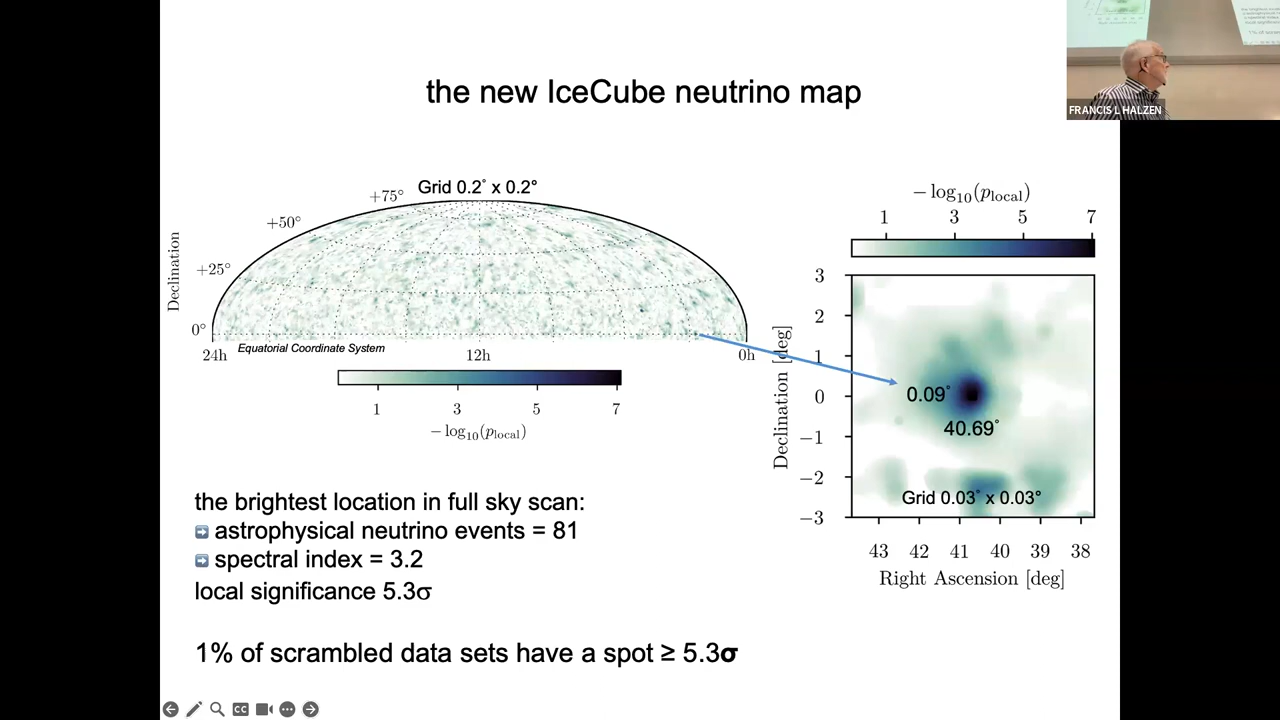 the new IceCube neutrino map
FRANCIS L HALZEN
Grid 0.2° x 0.2°
+75°
+50°
+25°
0°
Declination
24h
Equatorial Coordinate System
12h
0h
1
3
5
7
−log₁₀(p_local)
−log₁₀(p_local)
1
3
5
7
3
2
1
0
−1
−2
−3
Declination [deg]
0.09°
40.69°
Grid 0.03° x 0.03°
43
42
41
40
39
38
Right Ascension [deg]
the brightest location in full sky scan:
astrophysical neutrino events = 81
spectral index = 3.2
local significance 5.3σ
1% of scrambled data sets have a spot ≥ 5.3σ
CC